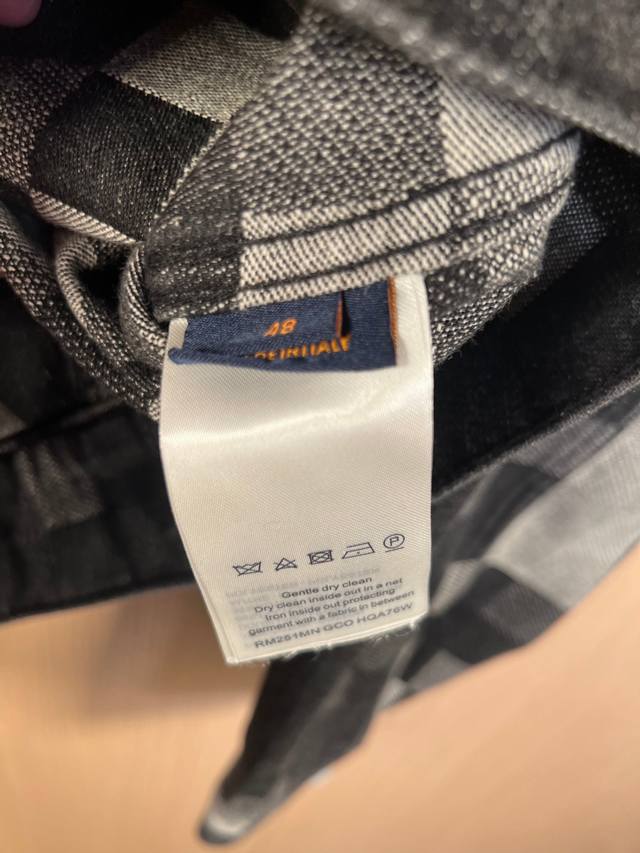 48
Gentle dry clean
Dry clean inside out in a net
Iron inside out protecting
garment with a fabric in between
RM251MN GCO HQA76W